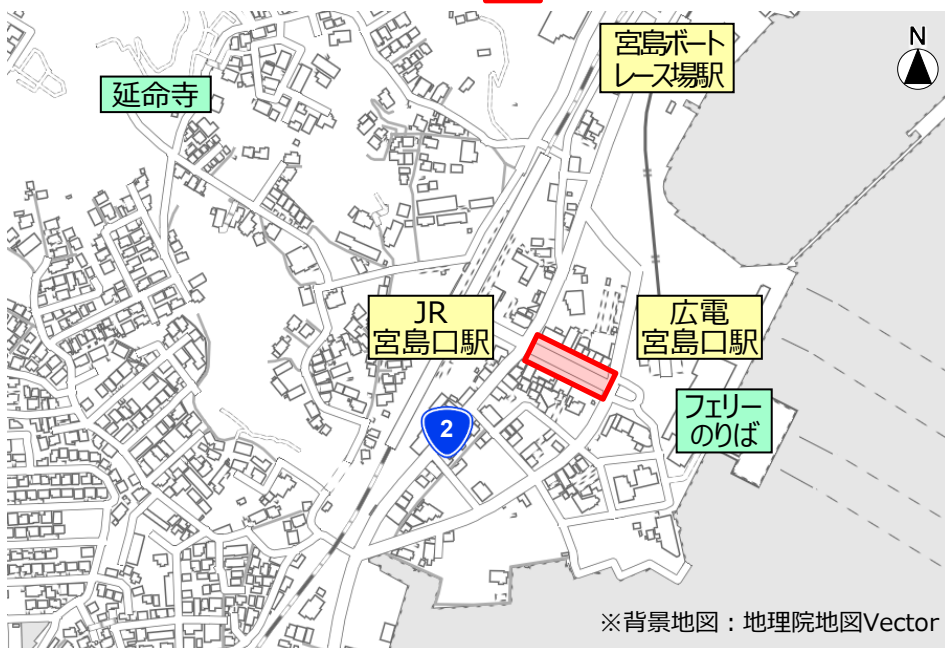 宮島ボート
レース場駅
N
延命寺
JR
宮島口駅
広電
宮島口駅
フェリー
のりば
2
※背景地図：地理院地図Vector